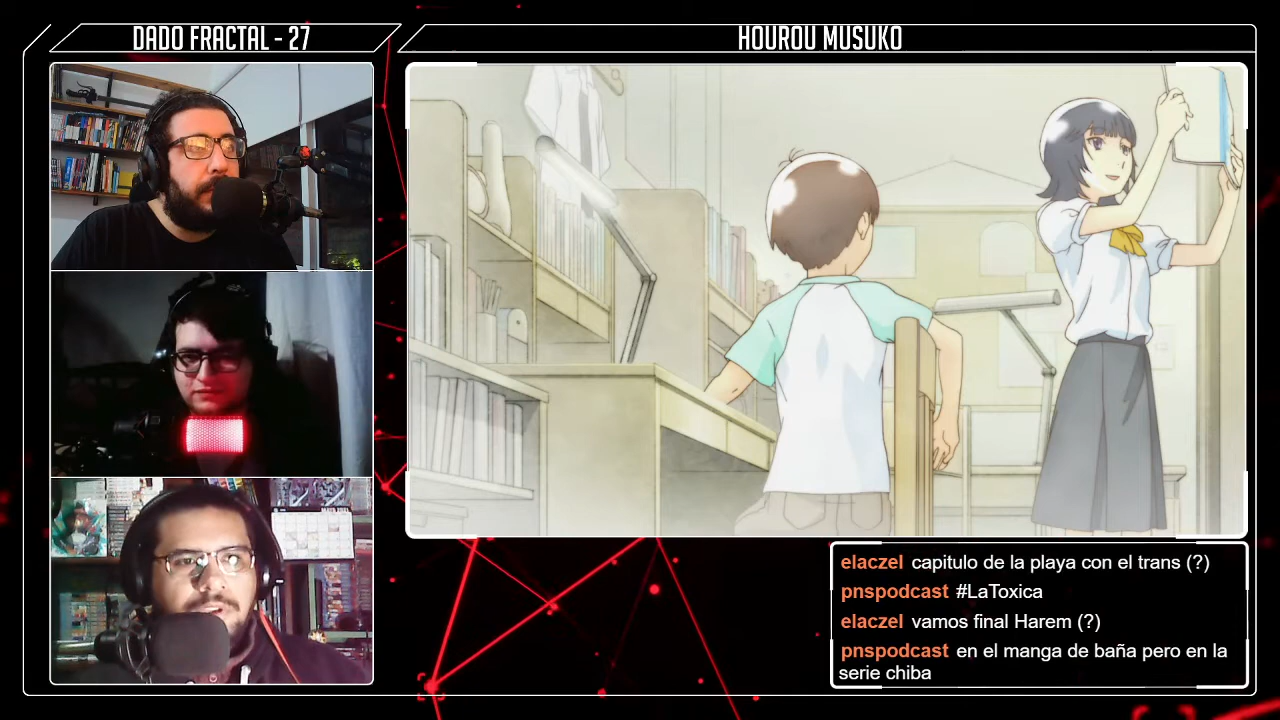 DADO FRACTAL - 27
HOUROU MUSUKO
elaczel capitulo de la playa con el trans (?)
pnspodcast #LaToxica
elaczel vamos final Harem (?)
pnspodcast en el manga de baña pero en la
serie chiba